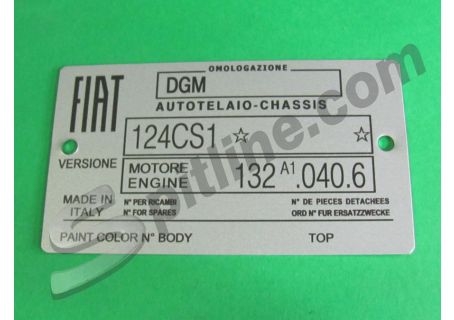 OMOLOGAZIONE
FIAT
DGM
AUTOTELAIO-CHASSIS
124CS1 ☆ ☆
VERSIONE
MOTORE
ENGINE
132 A1 .040.6
MADE IN
ITALY
N° PER RICAMBI
N° FOR SPARES
N° DE PIECES DETACHEES
ORD N° FUR ERSATZZWECKE
PAINT COLOR N° BODY
TOP
Spitline.com